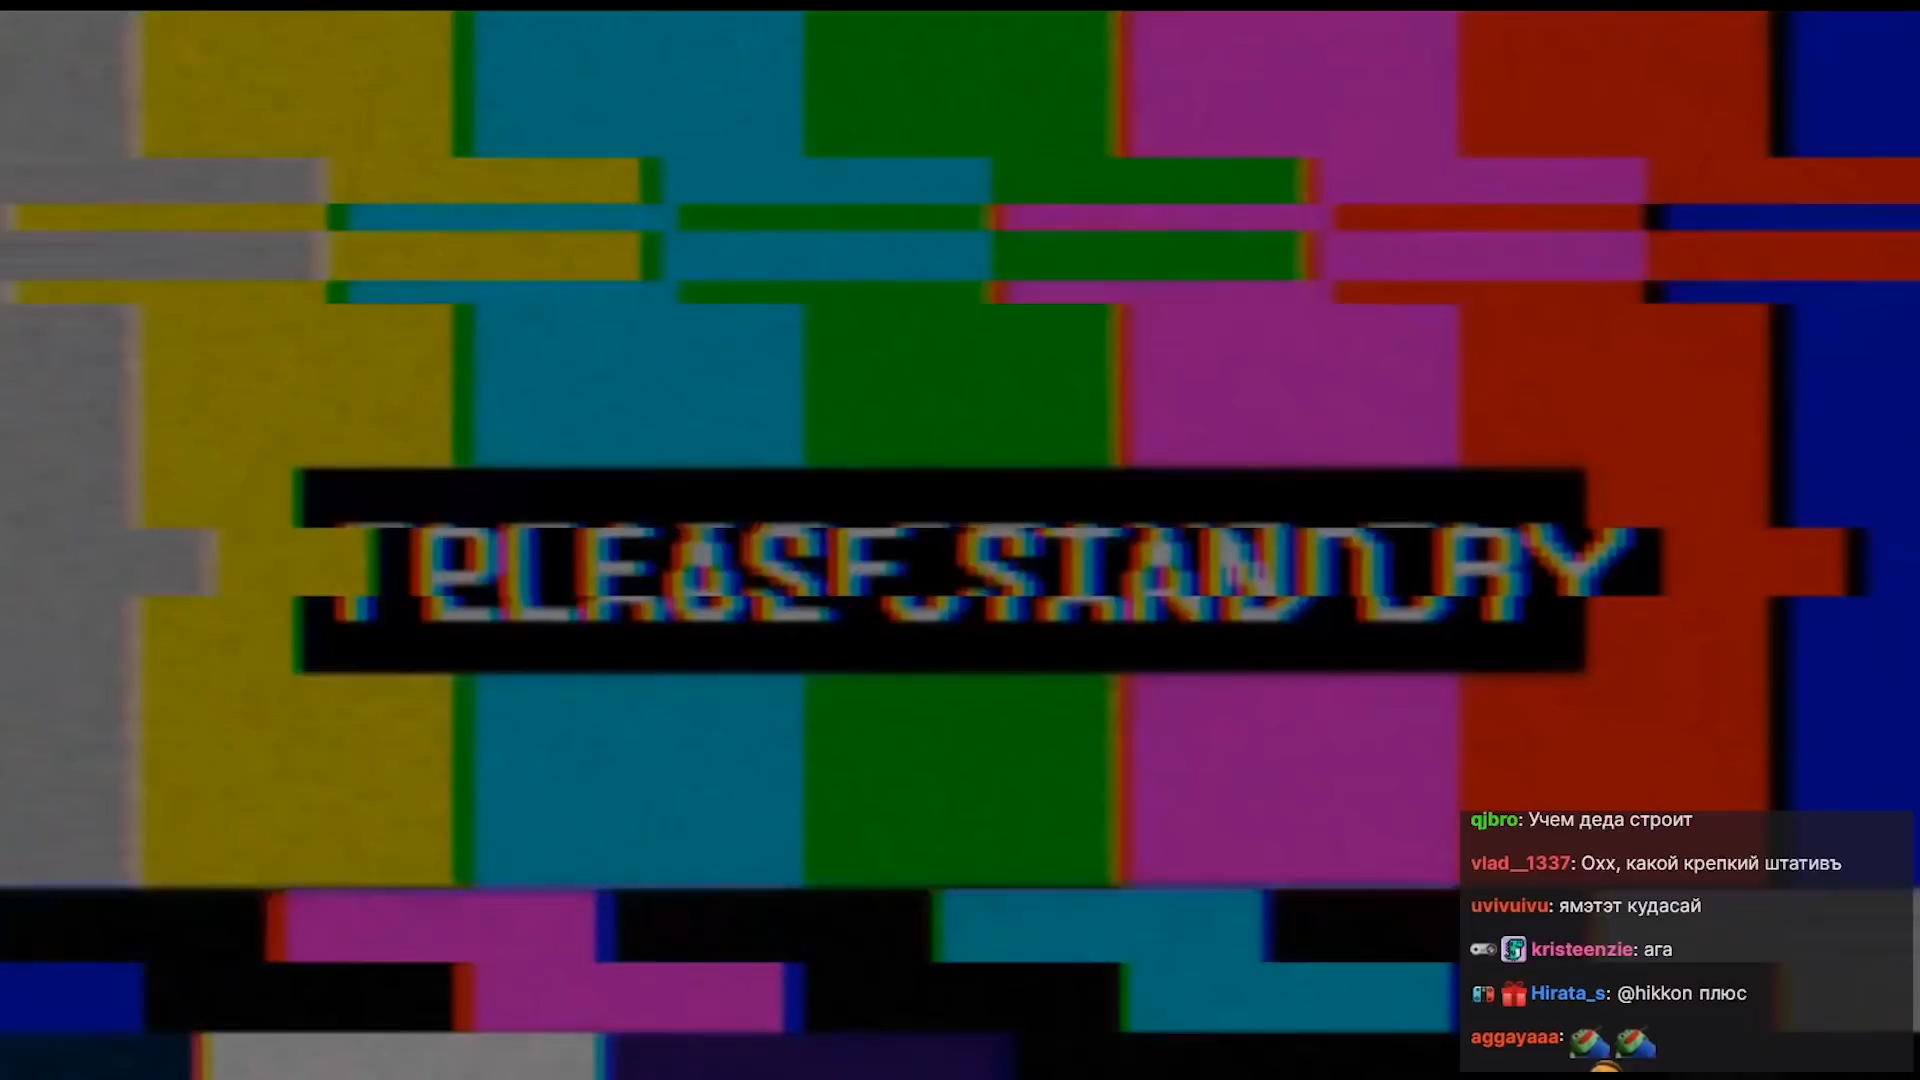 PLEASE STAND BY
qjbro: Учем деда строит
vlad__1337: Охх, какой крепкий штативъ
uvivuivu: ямэтэт кудасай
kristeenzie: ага
Hirata_s: @hikkon плюс
aggayaaa: